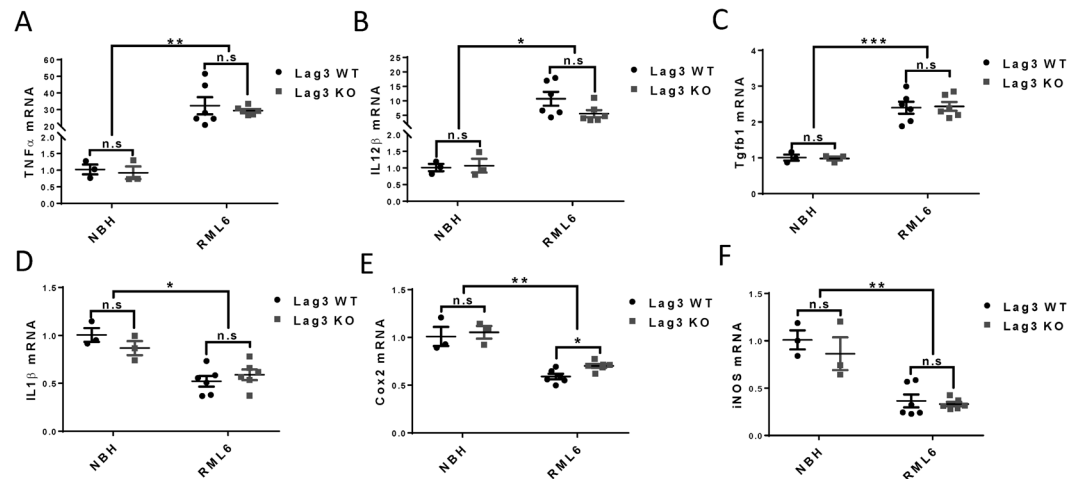 A
TNFα mRNA
60
50
40
30
20
2.0
1.5
1.0
0.5
0.0
**
n.s
n.s
NBH
RML6
Lag3 WT
Lag3 KO
B
IL12β mRNA
25
20
15
10
5
2.0
1.5
1.0
0.5
0.0
*
n.s
n.s
NBH
RML6
Lag3 WT
Lag3 KO
C
Tgfb1 mRNA
4
3
2
1
0
***
n.s
n.s
NBH
RML6
Lag3 WT
Lag3 KO
D
IL1β mRNA
1.5
1.0
0.5
0.0
*
n.s
n.s
NBH
RML6
Lag3 WT
Lag3 KO
E
Cox2 mRNA
1.5
1.0
0.5
0.0
**
n.s
*
NBH
RML6
Lag3 WT
Lag3 KO
F
iNOS mRNA
1.5
1.0
0.5
0.0
**
n.s
n.s
NBH
RML6
Lag3 WT
Lag3 KO